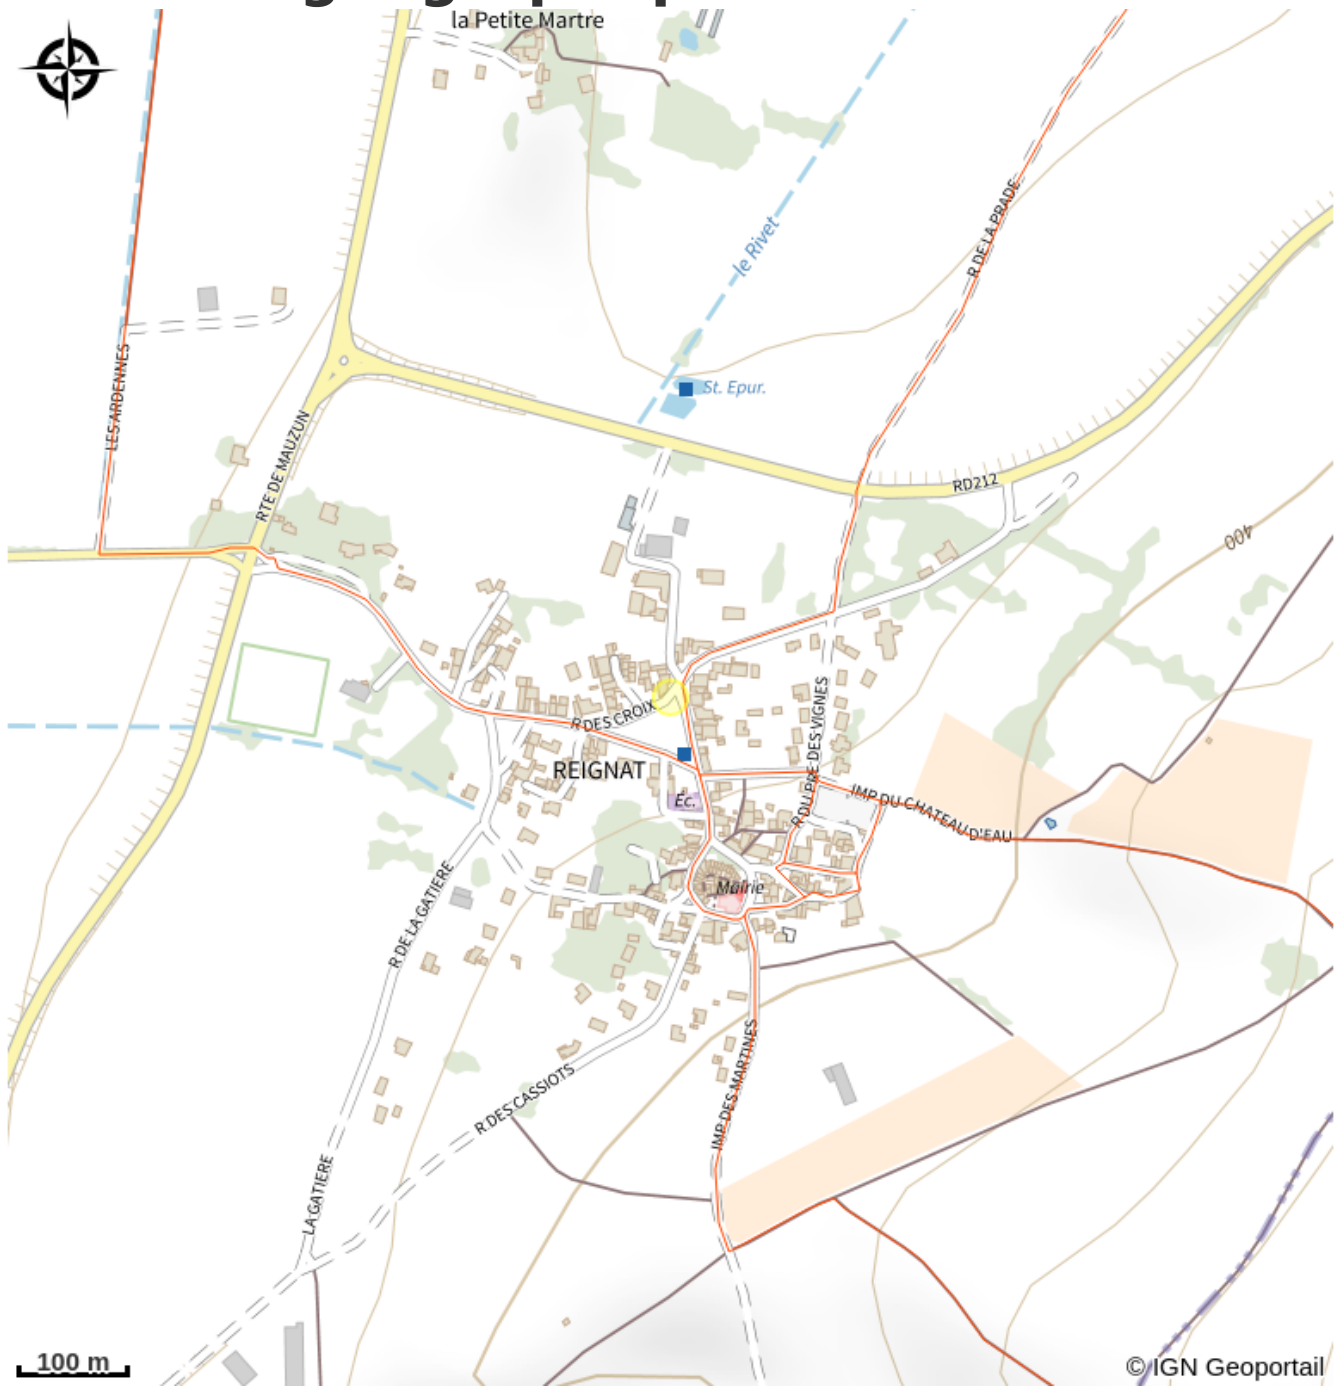 la Petite Martre
le Rivet
R DE LA PRADE
LES ARDENNES
St. Epur.
RTE DE MAUZUN
RD212
400
R DES CROIX
R DU PRE DES VIGNES
REIGNAT
Ec.
IMP DU CHATEAU D'EAU
Mairie
R DE LA GATIERE
IMP DES MARTINES
R DES CASSIOTS
LA GATIERE
100 m
© IGN Geoportail